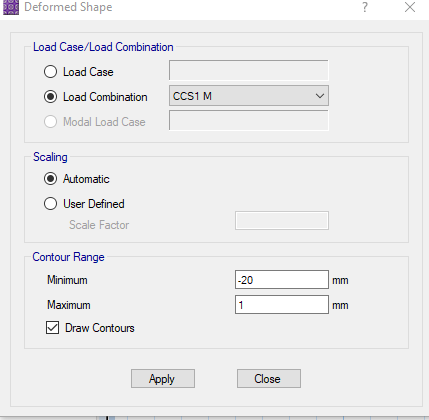 Deformed Shape
?
Load Case/Load Combination
Load Case
Load Combination CCS1 M
Modal Load Case
Scaling
Automatic
User Defined
Scale Factor
Contour Range
Minimum -20 mm
Maximum 1 mm
Draw Contours
Apply Close